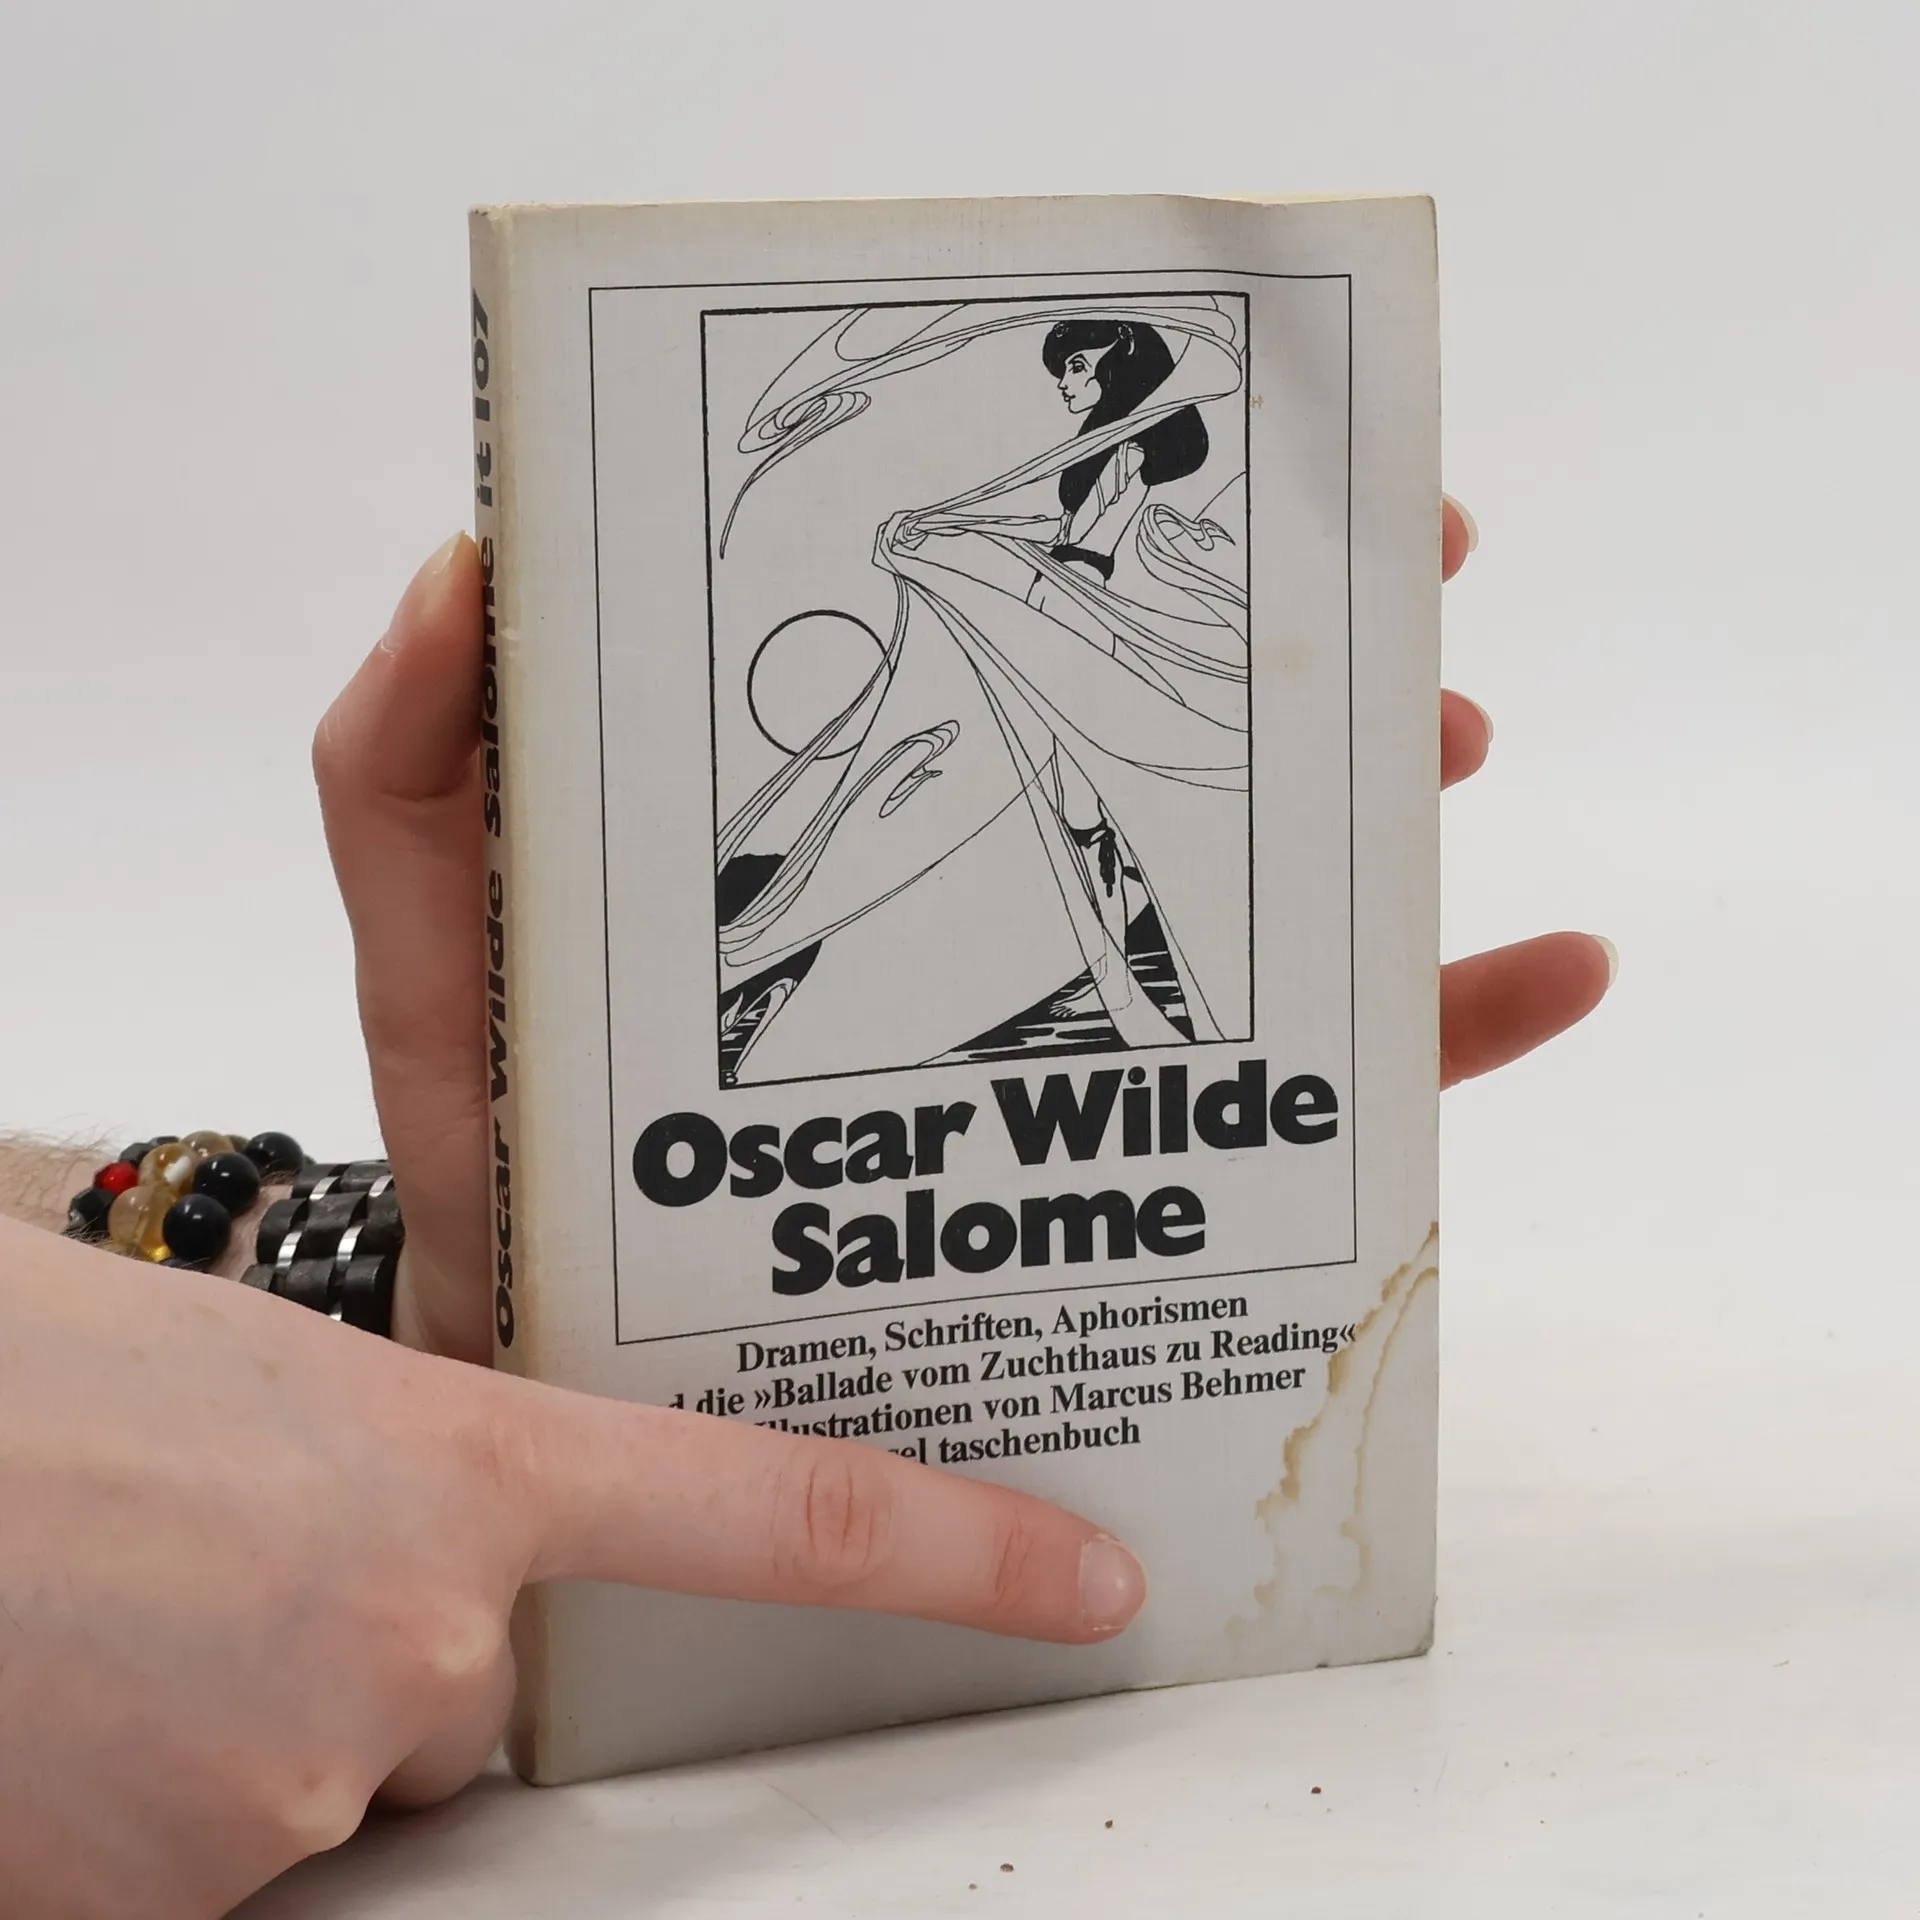 Oscar Wilde Salome it 107
B
Oscar Wilde
Salome
Dramen, Schriften, Aphorismen
die »Ballade vom Zuchthaus zu Reading«
von Marcus Behmer
taschenbuch